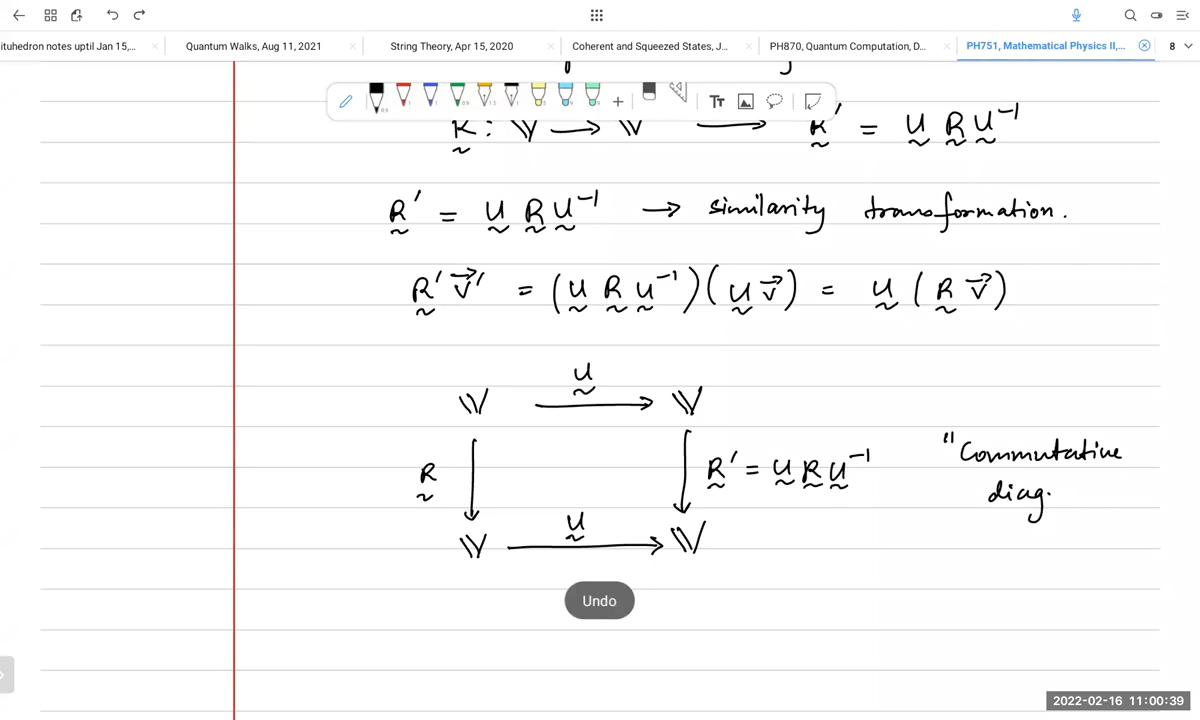 ituhedron notes uptil Jan 15,... Quantum Walks, Aug 11, 2021 String Theory, Apr 15, 2020 Coherent and Squeezed States, J... PH870, Quantum Computation, D... PH751, Mathematical Physics II,... 8
Tт
R : V ⟶ V ⟶ R' = U R U⁻¹
R' = U R U⁻¹ → similarity transformation.
R' v⃗' = (U R U⁻¹)(U v⃗) = U (R v⃗)
U
V ⟶ V
R R' = U R U⁻¹ "Commutative
diag.
U
V ⟶ V
Undo
2022-02-16 11:00:39